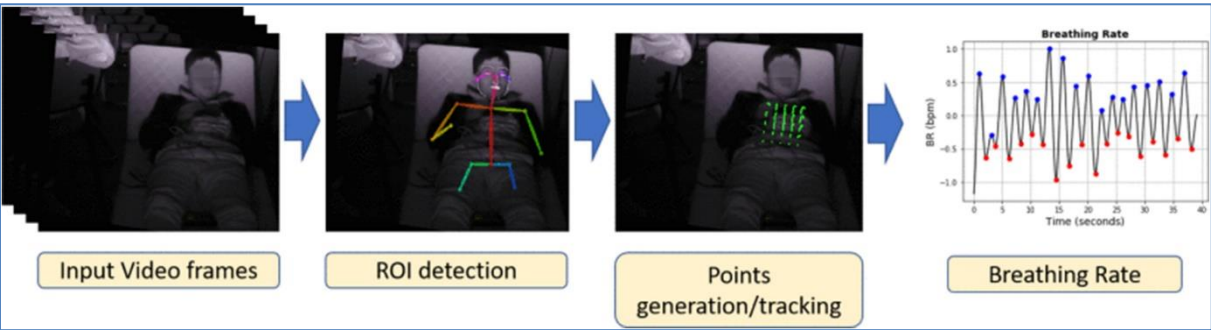 Breathing Rate
BR (bpm)
1.0
0.5
0.0
−0.5
−1.0
0 5 10 15 20 25 30 35 40
Time (seconds)
Input Video frames
ROI detection
Points
generation/tracking
Breathing Rate